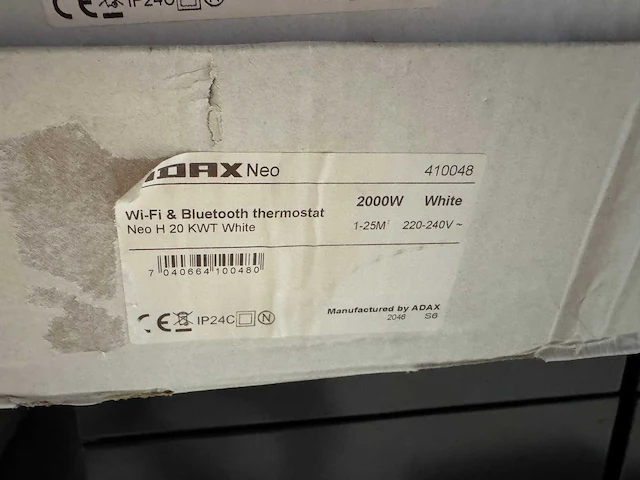 CE IP24C
ADAX Neo 410048
Wi-Fi & Bluetooth thermostat 2000W White
Neo H 20 KWT White 1-25M² 220-240V ~
7 040664 100480
CE IP24C N Manufactured by ADAX
2046 S6